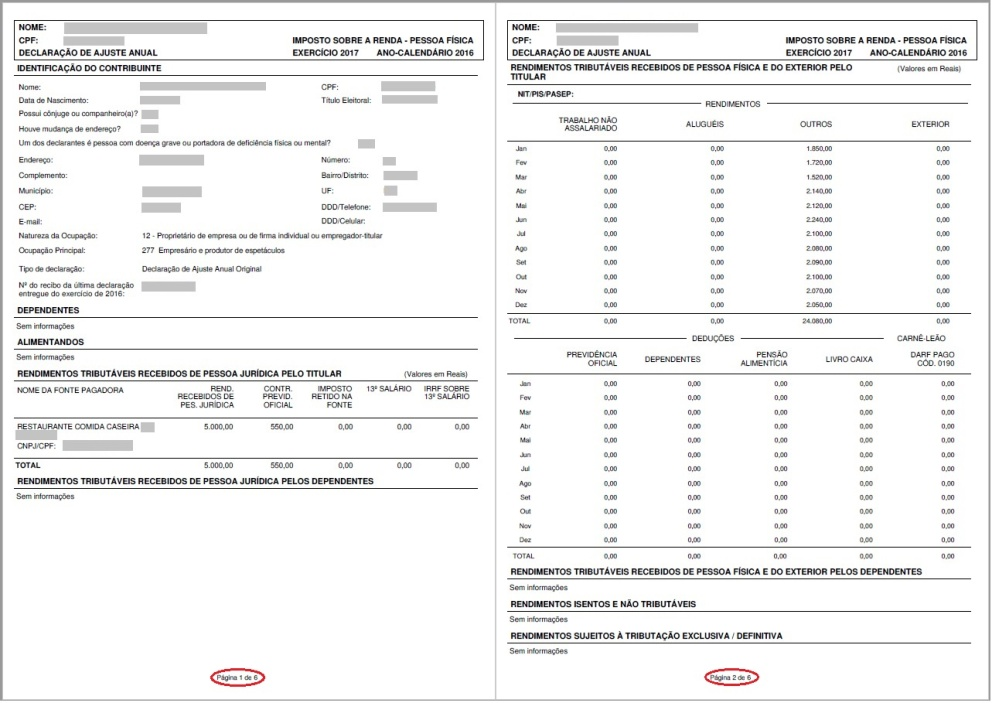 NOME:
CPF:
IMPOSTO SOBRE A RENDA - PESSOA FÍSICA
DECLARAÇÃO DE AJUSTE ANUAL EXERCÍCIO 2017 ANO-CALENDÁRIO 2016
IDENTIFICAÇÃO DO CONTRIBUINTE
Nome: CPF:
Data de Nascimento: Título Eleitoral:
Possui cônjuge ou companheiro(a)?
Houve mudança de endereço?
Um dos declarantes é pessoa com doença grave ou portadora de deficiência física ou mental?
Endereço: Número:
Complemento: Bairro/Distrito:
Município: UF:
CEP: DDD/Telefone:
E-mail: DDD/Celular:
Natureza da Ocupação: 12 - Proprietário de empresa ou de firma individual ou empregador-titular
Ocupação Principal: 277 Empresário e produtor de espetáculos
Tipo de declaração: Declaração de Ajuste Anual Original
Nº do recibo da última declaração
entregue do exercício de 2016:
DEPENDENTES
Sem informações
ALIMENTANDOS
Sem informações
RENDIMENTOS TRIBUTÁVEIS RECEBIDOS DE PESSOA JURÍDICA PELO TITULAR (Valores em Reais)
NOME DA FONTE PAGADORA REND. CONTR. IMPOSTO 13º SALÁRIO IRRF SOBRE
RECEBIDOS DE PREVID. RETIDO NA 13º SALÁRIO
PES. JURÍDICA OFICIAL FONTE
RESTAURANTE COMIDA CASEIRA 5.000,00 550,00 0,00 0,00 0,00
CNPJ/CPF:
TOTAL 5.000,00 550,00 0,00 0,00 0,00
RENDIMENTOS TRIBUTÁVEIS RECEBIDOS DE PESSOA JURÍDICA PELOS DEPENDENTES
Sem informações
Página 1 de 6
NOME:
CPF:
IMPOSTO SOBRE A RENDA - PESSOA FÍSICA
DECLARAÇÃO DE AJUSTE ANUAL EXERCÍCIO 2017 ANO-CALENDÁRIO 2016
RENDIMENTOS TRIBUTÁVEIS RECEBIDOS DE PESSOA FÍSICA E DO EXTERIOR PELO (Valores em Reais)
TITULAR
NIT/PIS/PASEP:
RENDIMENTOS
TRABALHO NÃO ALUGUÉIS OUTROS EXTERIOR
ASSALARIADO
Jan 0,00 0,00 1.850,00 0,00
Fev 0,00 0,00 1.720,00 0,00
Mar 0,00 0,00 1.520,00 0,00
Abr 0,00 0,00 2.140,00 0,00
Mai 0,00 0,00 2.120,00 0,00
Jun 0,00 0,00 2.240,00 0,00
Jul 0,00 0,00 2.100,00 0,00
Ago 0,00 0,00 2.080,00 0,00
Set 0,00 0,00 2.090,00 0,00
Out 0,00 0,00 2.100,00 0,00
Nov 0,00 0,00 2.070,00 0,00
Dez 0,00 0,00 2.050,00 0,00
TOTAL 0,00 0,00 24.080,00 0,00
DEDUÇÕES CARNÊ-LEÃO
PREVIDÊNCIA DEPENDENTES PENSÃO LIVRO CAIXA DARF PAGO
OFICIAL ALIMENTÍCIA CÓD. 0190
Jan 0,00 0,00 0,00 0,00 0,00
Fev 0,00 0,00 0,00 0,00 0,00
Mar 0,00 0,00 0,00 0,00 0,00
Abr 0,00 0,00 0,00 0,00 0,00
Mai 0,00 0,00 0,00 0,00 0,00
Jun 0,00 0,00 0,00 0,00 0,00
Jul 0,00 0,00 0,00 0,00 0,00
Ago 0,00 0,00 0,00 0,00 0,00
Set 0,00 0,00 0,00 0,00 0,00
Out 0,00 0,00 0,00 0,00 0,00
Nov 0,00 0,00 0,00 0,00 0,00
Dez 0,00 0,00 0,00 0,00 0,00
TOTAL 0,00 0,00 0,00 0,00 0,00
RENDIMENTOS TRIBUTÁVEIS RECEBIDOS DE PESSOA FÍSICA E DO EXTERIOR PELOS DEPENDENTES
Sem informações
RENDIMENTOS ISENTOS E NÃO TRIBUTÁVEIS
Sem informações
RENDIMENTOS SUJEITOS À TRIBUTAÇÃO EXCLUSIVA / DEFINITIVA
Sem informações
Página 2 de 6